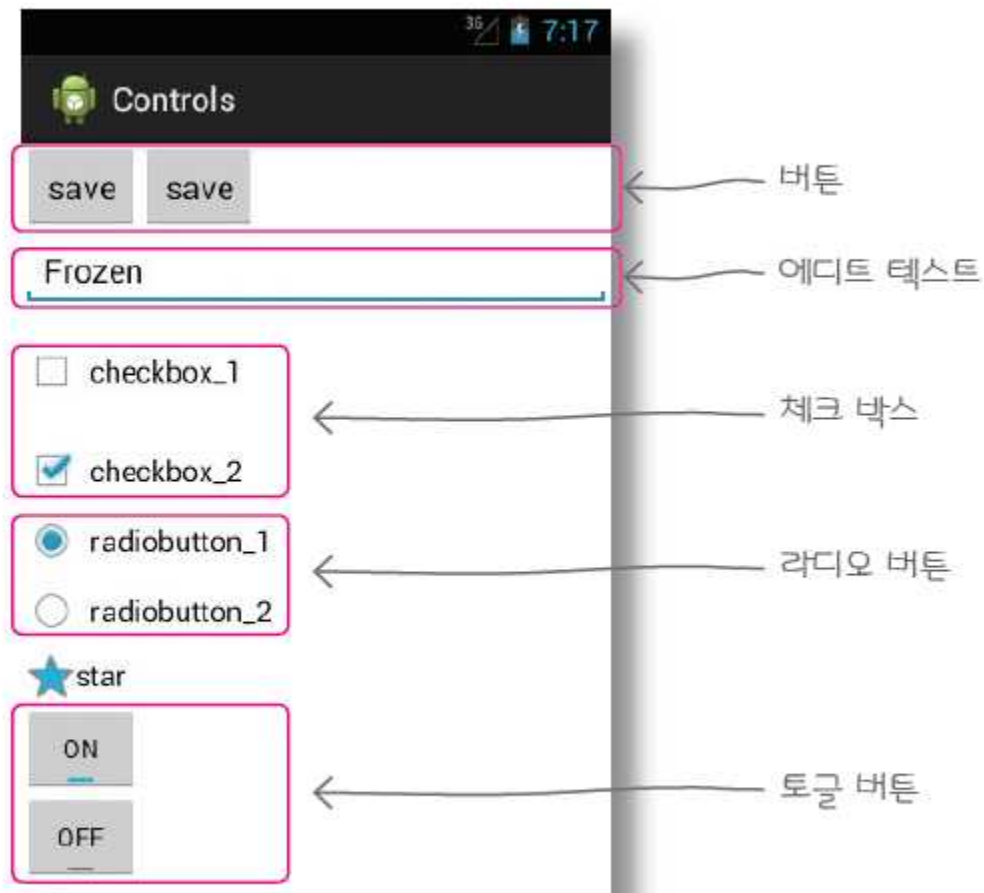 3G 7:17
Controls
save save
버튼
Frozen
에디트 텍스트
checkbox_1
checkbox_2
체크 박스
radiobutton_1
radiobutton_2
라디오 버튼
star
ON
OFF
토글 버튼